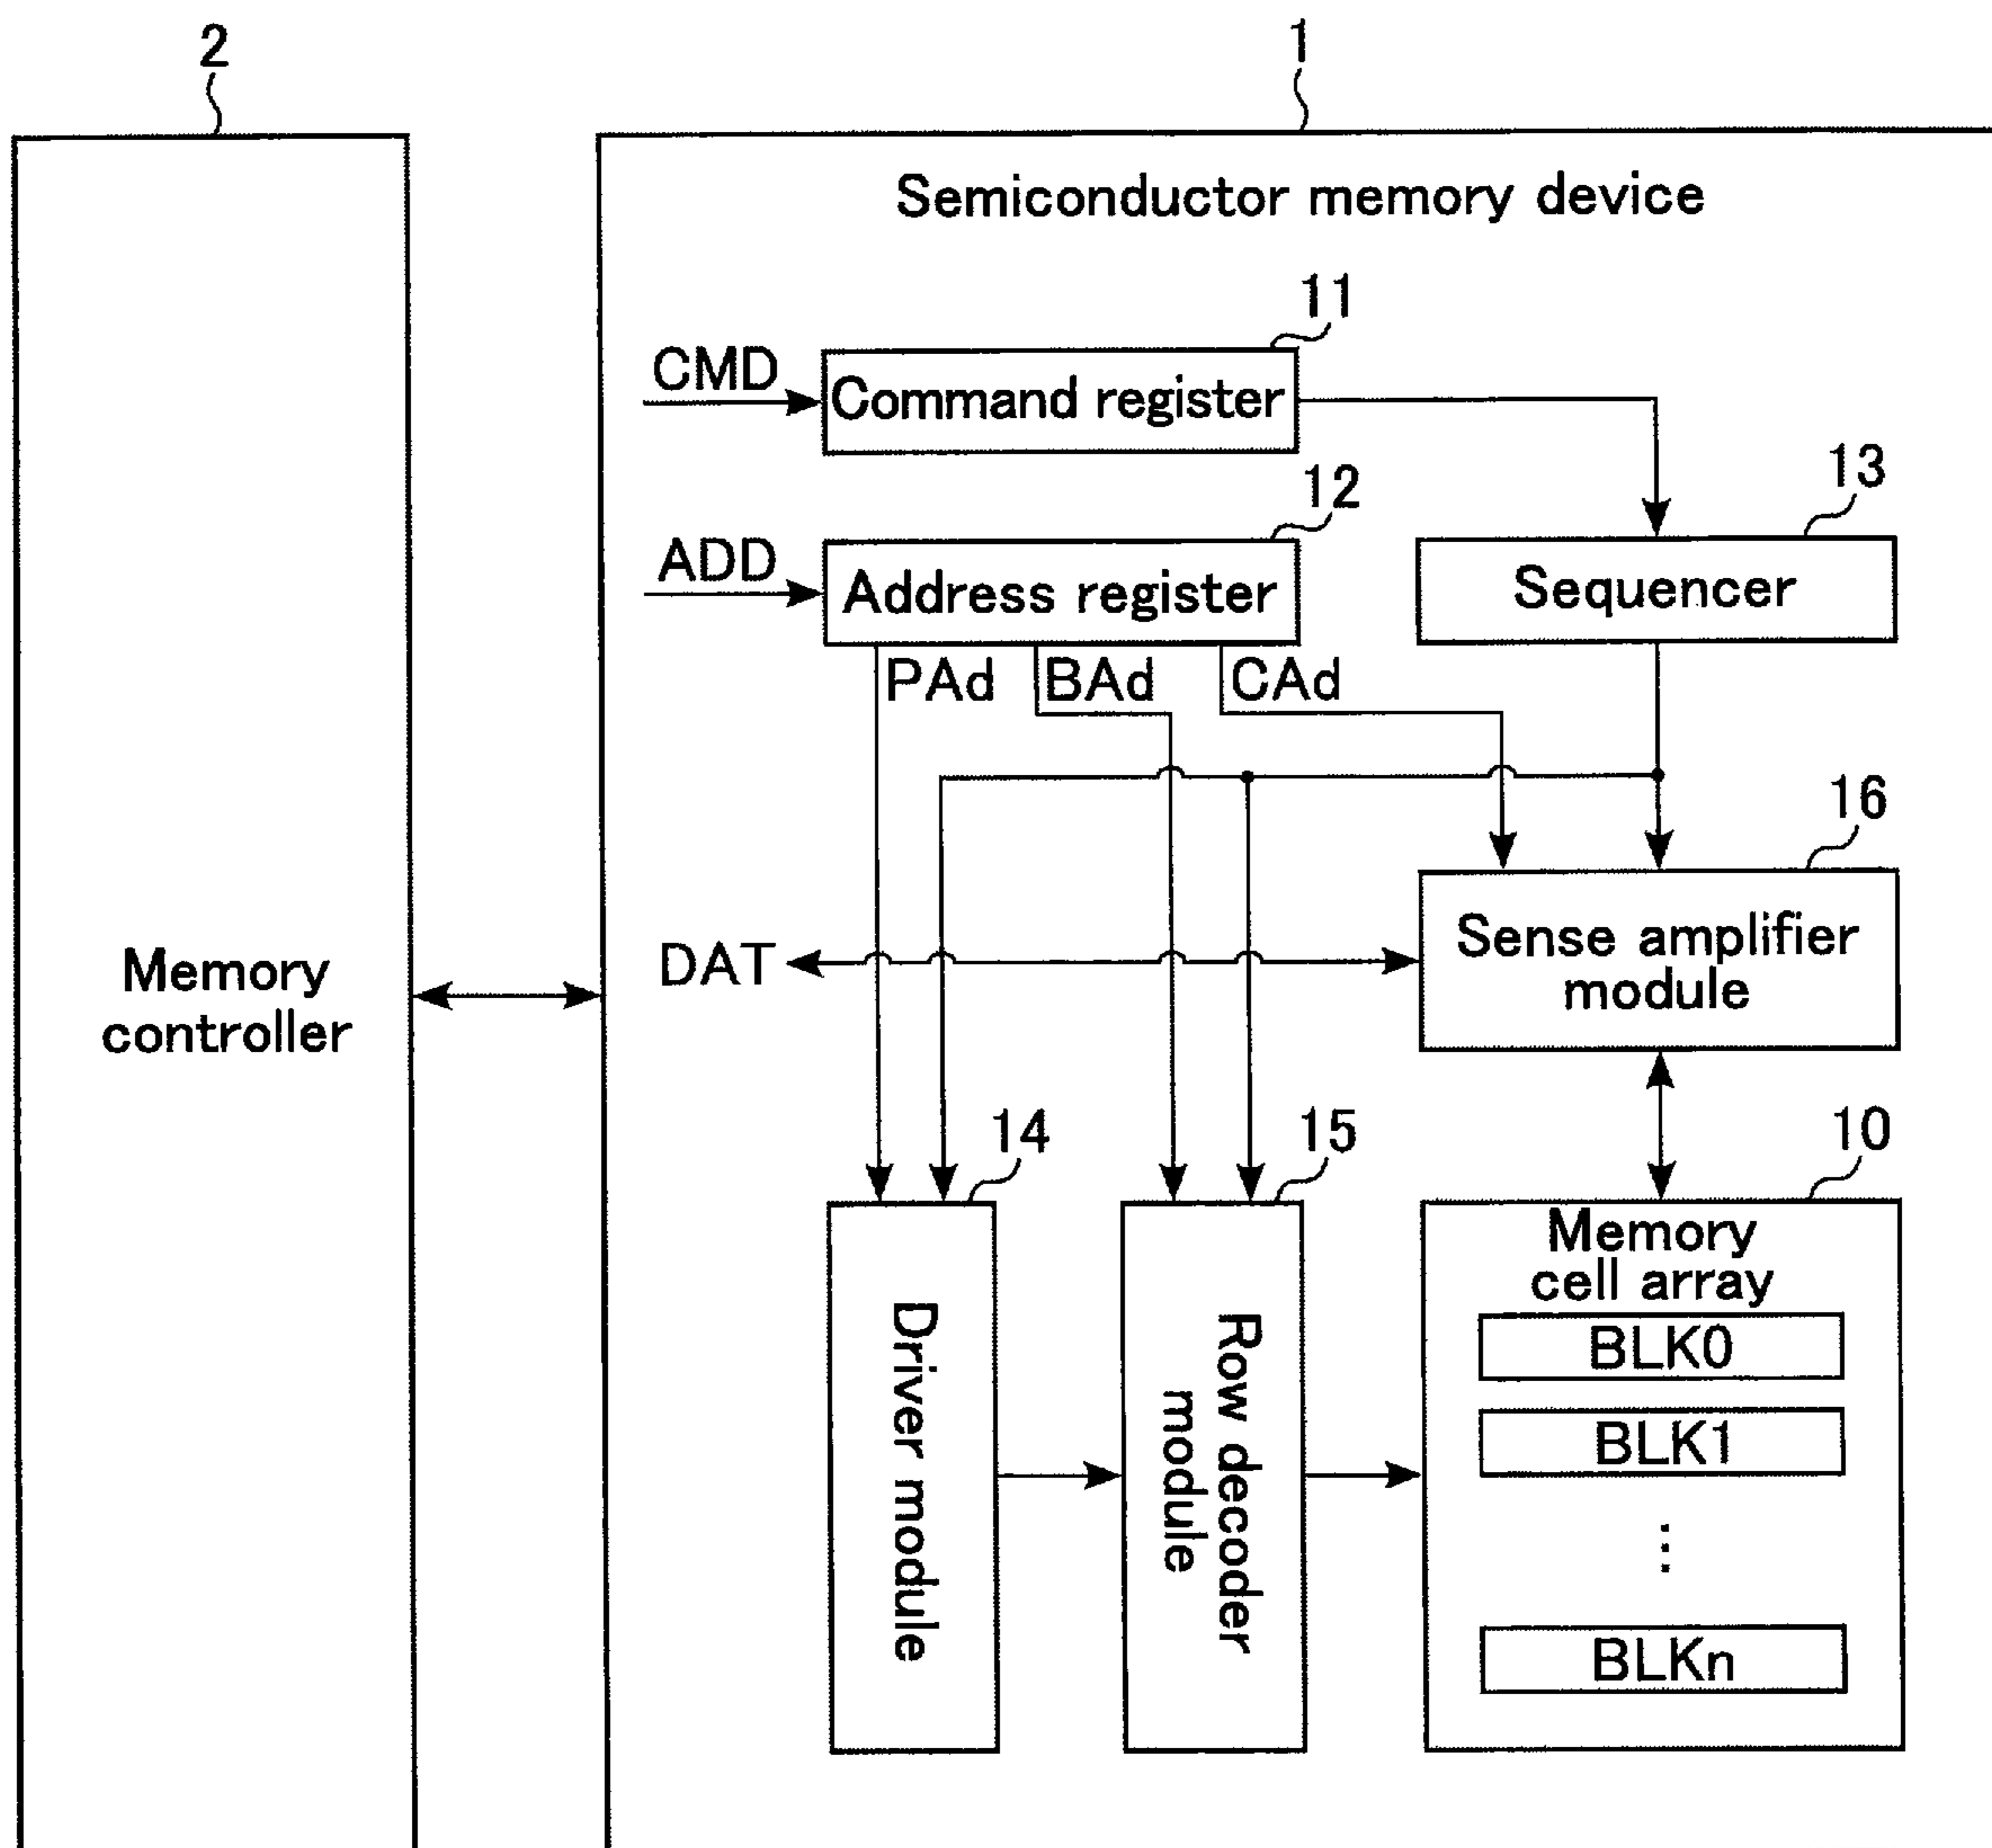 2
1
Semiconductor memory device
11
CMD
Command register
13
12
ADD
Address register
Sequencer
PAd
BAd
CAd
16
DAT
Sense amplifier
module
Memory
controller
14
15
10
Driver module
Row decoder
module
Memory
cell array
BLK0
BLK1
⋮
BLKn